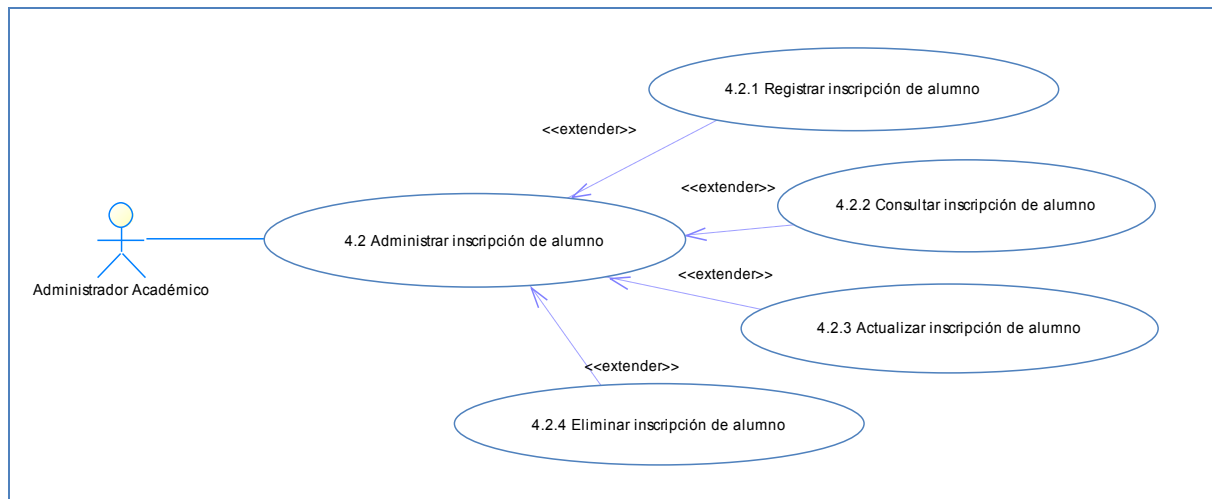 4.2.1 Registrar inscripción de alumno
<<extender>>
<<extender>>
4.2.2 Consultar inscripción de alumno
4.2 Administrar inscripción de alumno
<<extender>>
Administrador Académico
4.2.3 Actualizar inscripción de alumno
<<extender>>
4.2.4 Eliminar inscripción de alumno